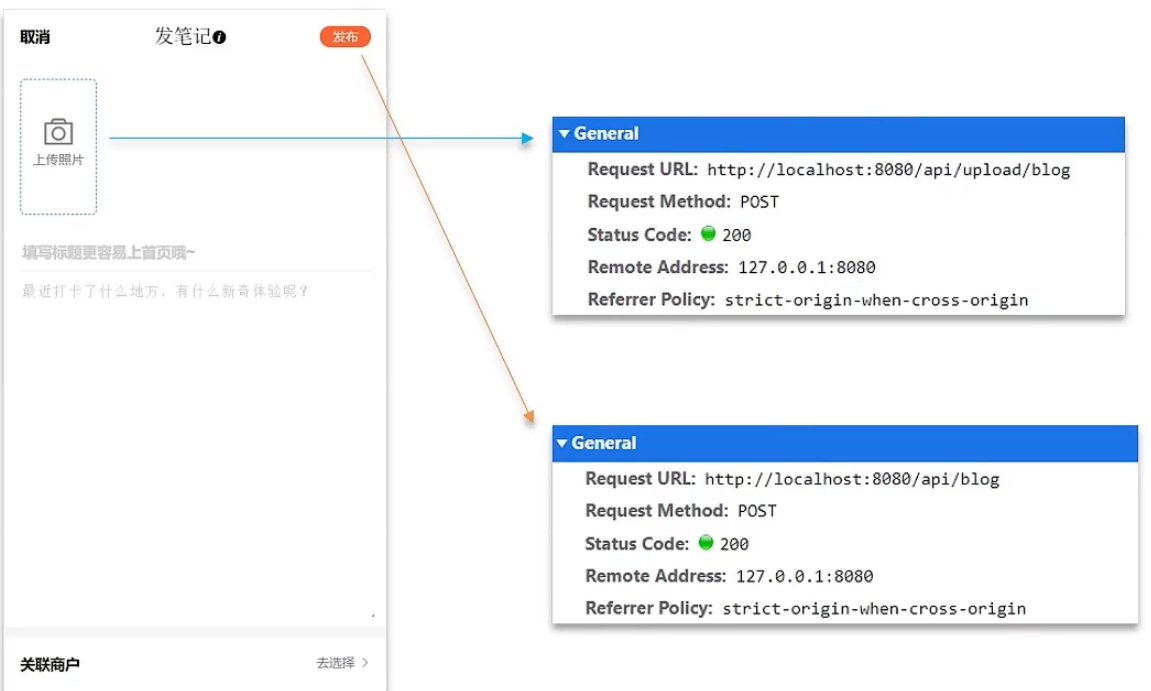 取消 发笔记 发布
上传照片
填写标题更容易上首页哦~
最近打卡了什么地方，有什么新奇体验呢？
关联商户 去选择
General
Request URL: http://localhost:8080/api/upload/blog
Request Method: POST
Status Code: 200
Remote Address: 127.0.0.1:8080
Referrer Policy: strict-origin-when-cross-origin
General
Request URL: http://localhost:8080/api/blog
Request Method: POST
Status Code: 200
Remote Address: 127.0.0.1:8080
Referrer Policy: strict-origin-when-cross-origin